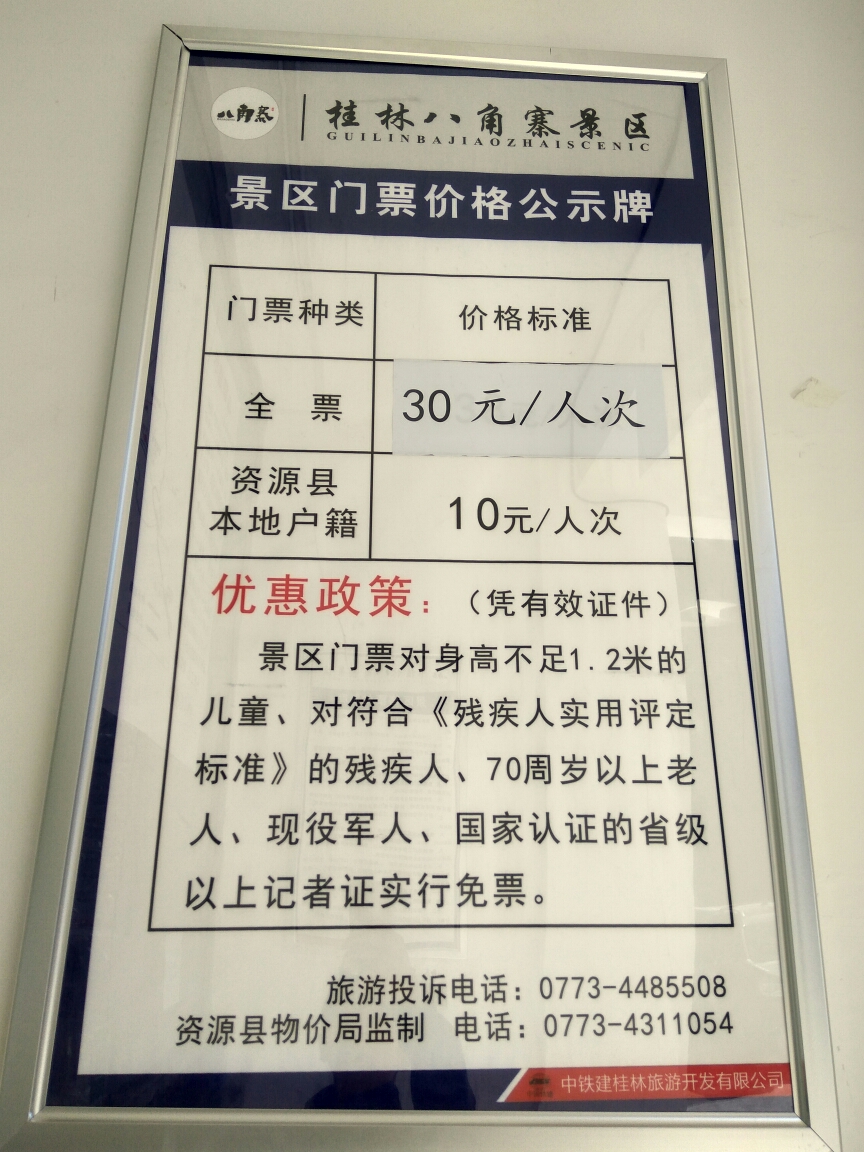 八角寨
桂林八角寨景区
GUILINBAJIAOZHAISCENIC
景区门票价格公示牌
门票种类 价格标准
全 票 30 元/人次
资源县
本地户籍 10元/人次
优惠政策：（凭有效证件）
景区门票对身高不足1.2米的
儿童、对符合《残疾人实用评定
标准》的残疾人、70周岁以上老
人、现役军人、国家认证的省级
以上记者证实行免票。
旅游投诉电话：0773-4485508
资源县物价局监制 电话：0773-4311054
中铁建桂林旅游开发有限公司